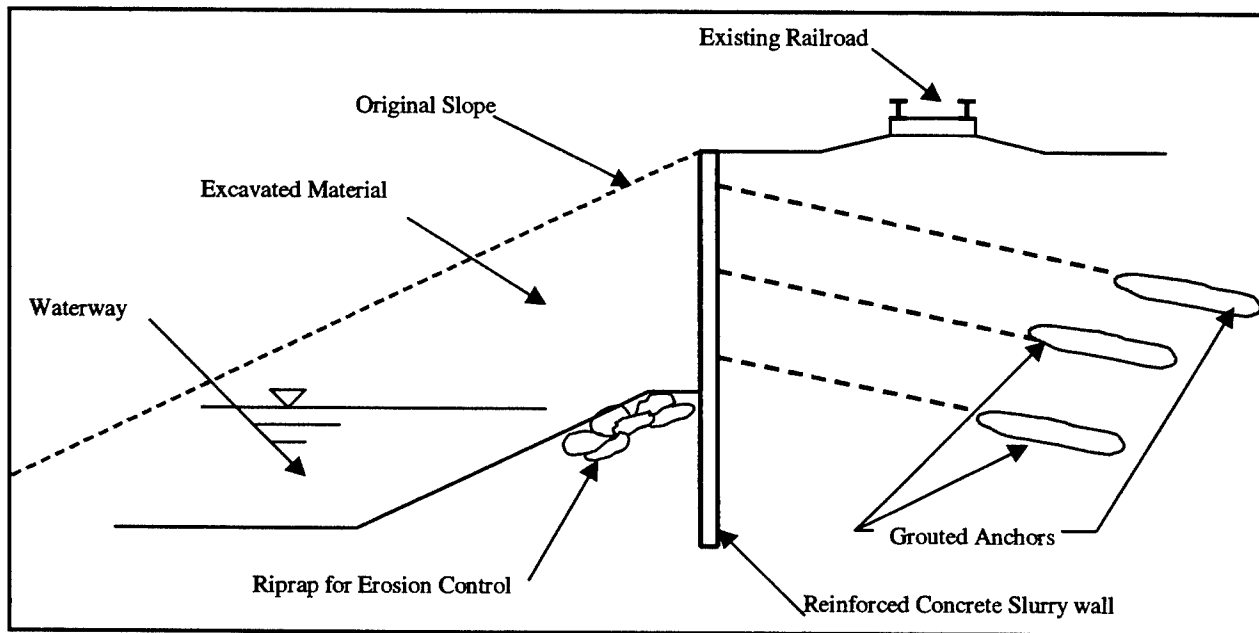 Existing Railroad
Original Slope
Excavated Material
Waterway
Grouted Anchors
Riprap for Erosion Control
Reinforced Concrete Slurry wall